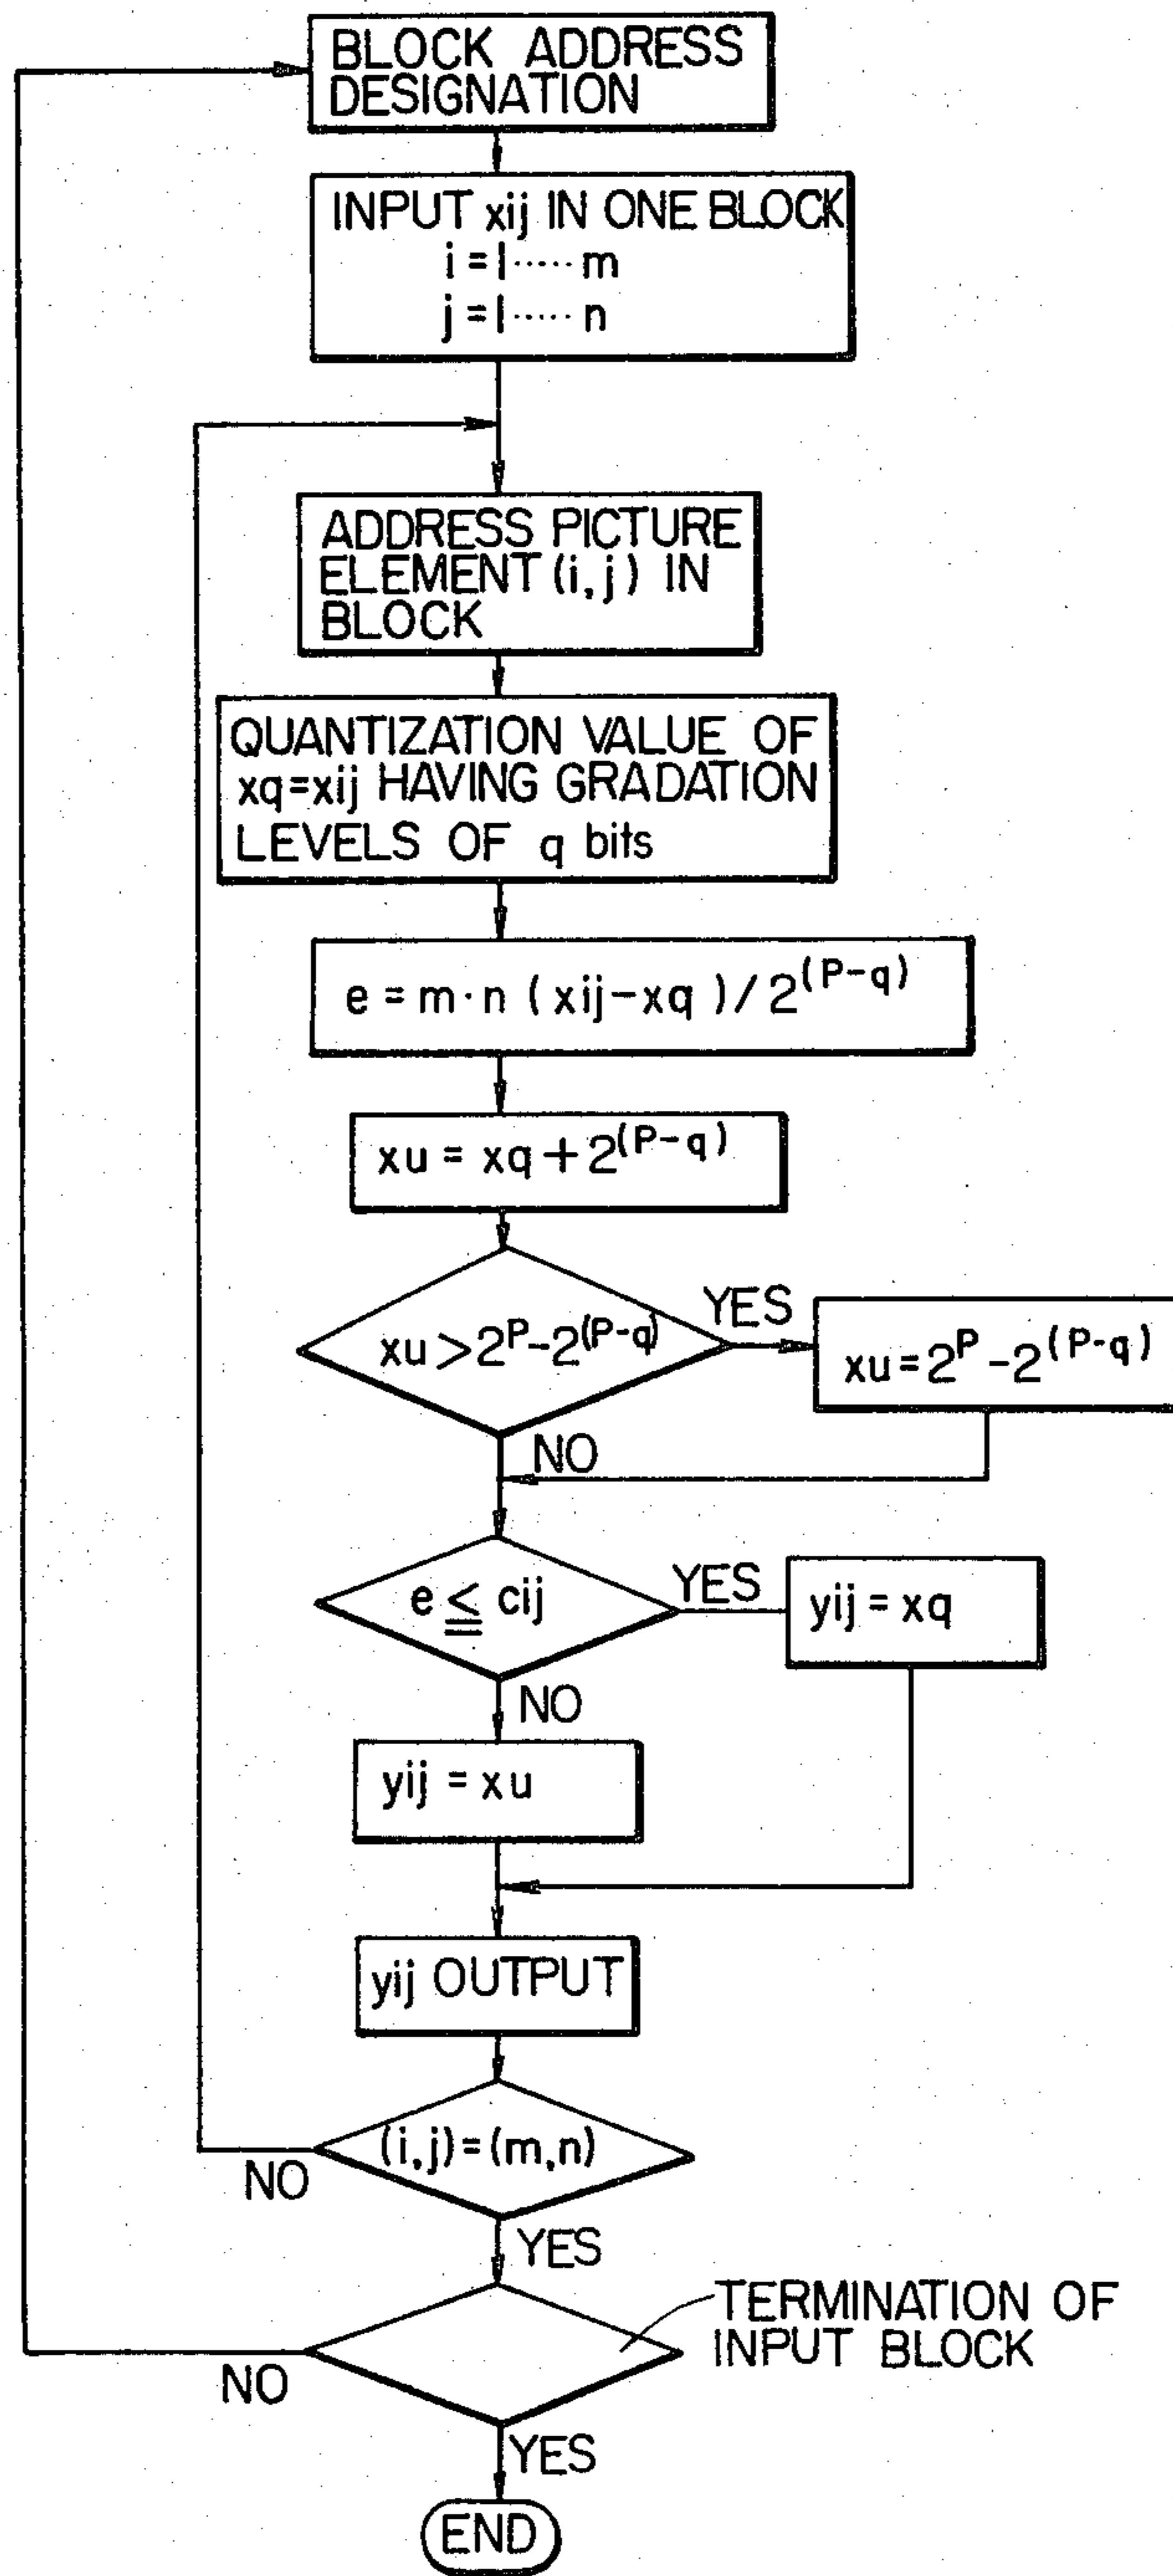 BLOCK ADDRESS
DESIGNATION
INPUT xij IN ONE BLOCK
i = 1 ····· m
j = 1 ····· n
ADDRESS PICTURE
ELEMENT (i, j) IN
BLOCK
QUANTIZATION VALUE OF
xq=xij HAVING GRADATION
LEVELS OF q bits
e = m·n (xij-xq) / 2^(P-q)
xu = xq + 2^(P-q)
xu > 2^P - 2^(P-q)
YES
xu = 2^P - 2^(P-q)
NO
e ≦ cij
YES
yij = xq
NO
yij = xu
yij OUTPUT
(i, j) = (m, n)
NO
YES
TERMINATION OF
INPUT BLOCK
NO
YES
END